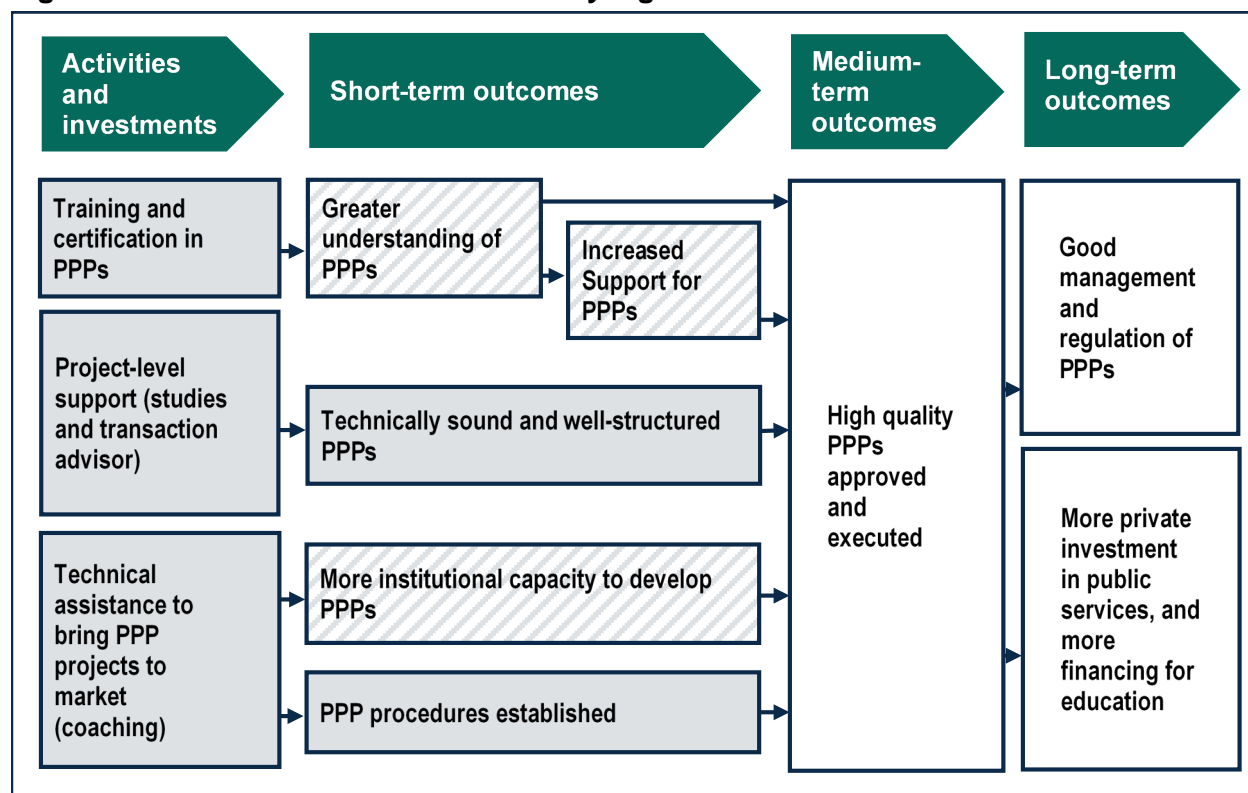 Activities
and
investments
Short-term outcomes
Medium-
term
outcomes
Long-term
outcomes
Training and
certification in
PPPs
Greater
understanding of
PPPs
Increased
Support for
PPPs
Project-level
support (studies
and transaction
advisor)
Technically sound and well-structured
PPPs
Technical
assistance to
bring PPP
projects to
market
(coaching)
More institutional capacity to develop
PPPs
PPP procedures established
High quality
PPPs
approved
and
executed
Good
management
and
regulation of
PPPs
More private
investment
in public
services, and
more
financing for
education